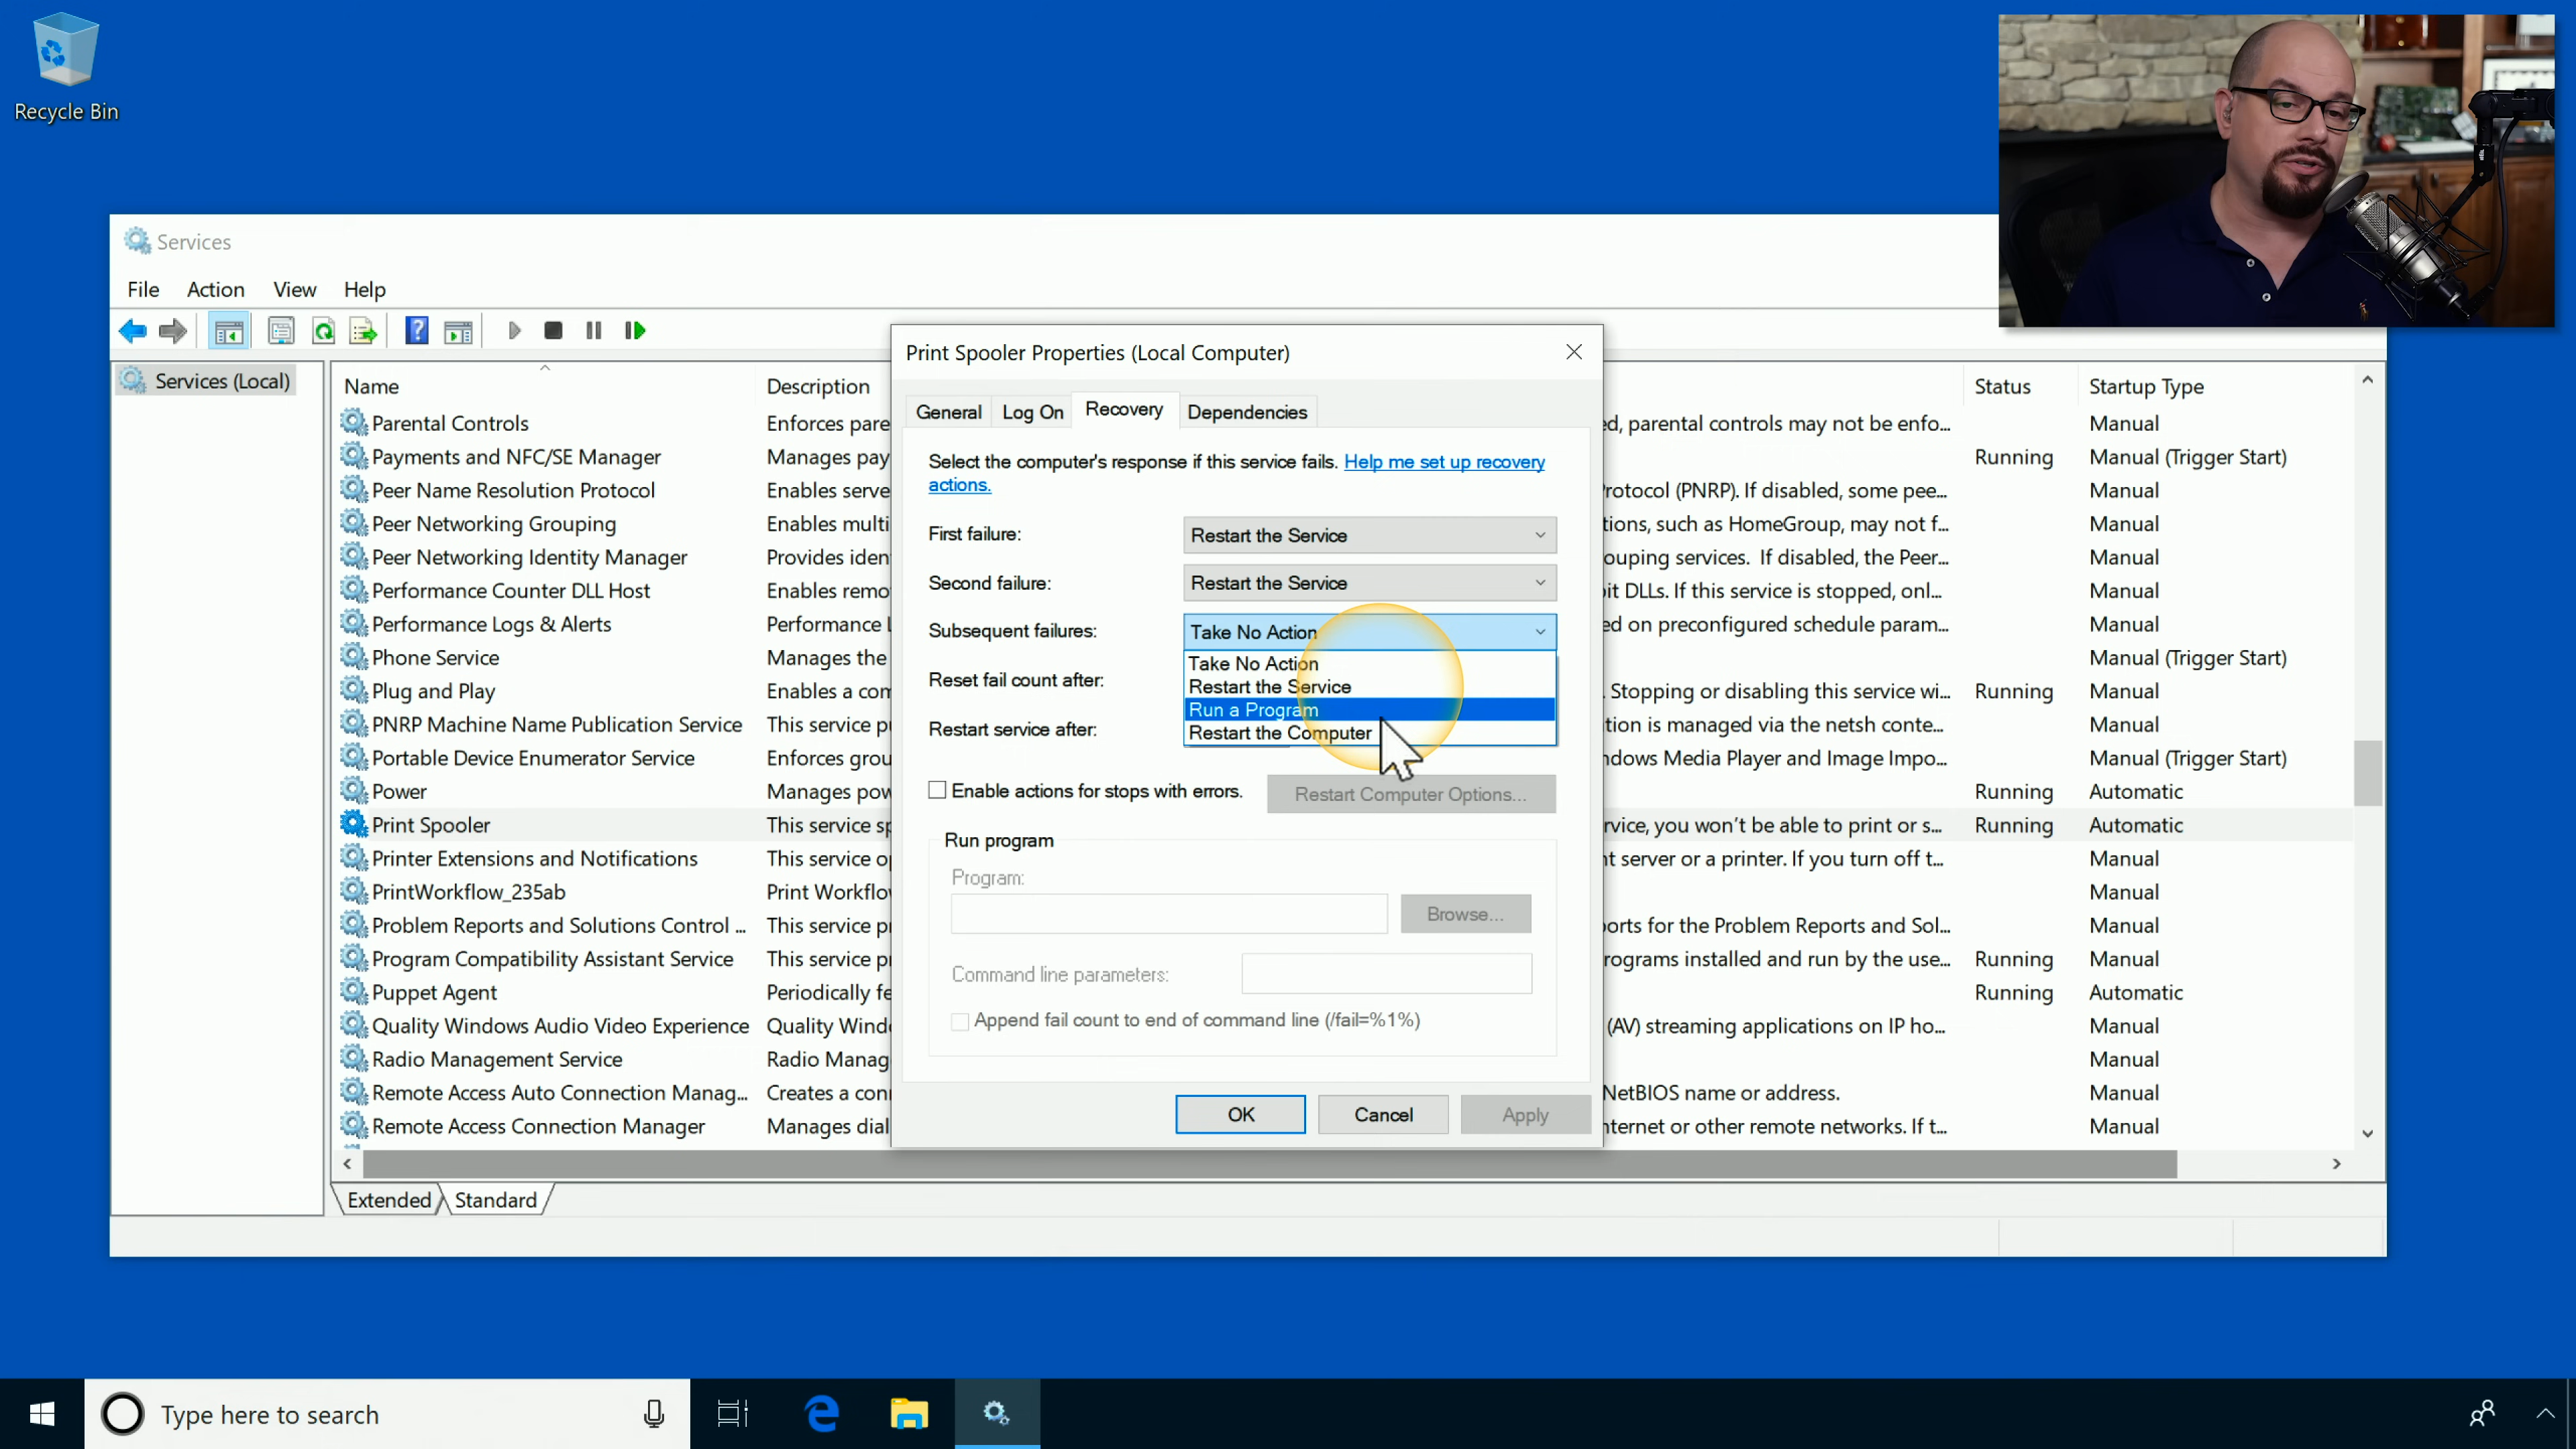 Recycle Bin
Services
File Action View Help
Services (Local)
Name Description Status Startup Type
Print Spooler Properties (Local Computer)
General Log On Recovery Dependencies
Select the computer's response if this service fails. Help me set up recovery
actions.
First failure: Restart the Service
Second failure: Restart the Service
Subsequent failures: Take No Action
Take No Action
Restart the Service
Run a Program
Restart the Computer
Reset fail count after:
Restart service after:
Enable actions for stops with errors. Restart Computer Options...
Run program
Program:
Browse...
Command line parameters:
Append fail count to end of command line (/fail=%1%)
OK Cancel Apply
Parental Controls Enforces pare ed, parental controls may not be enfo... Manual
Payments and NFC/SE Manager Manages pay Running Manual (Trigger Start)
Peer Name Resolution Protocol Enables serve rotocol (PNRP). If disabled, some pee... Manual
Peer Networking Grouping Enables multi tions, such as HomeGroup, may not f... Manual
Peer Networking Identity Manager Provides iden ouping services. If disabled, the Peer... Manual
Performance Counter DLL Host Enables remo it DLLs. If this service is stopped, onl... Manual
Performance Logs & Alerts Performance L ed on preconfigured schedule param... Manual
Phone Service Manages the Manual (Trigger Start)
Plug and Play Enables a com . Stopping or disabling this service wi... Running Manual
PNRP Machine Name Publication Service This service p tion is managed via the netsh conte... Manual
Portable Device Enumerator Service Enforces grou ndows Media Player and Image Impo... Manual (Trigger Start)
Power Manages pow Running Automatic
Print Spooler This service sp rvice, you won't be able to print or s... Running Automatic
Printer Extensions and Notifications This service op nt server or a printer. If you turn off t... Manual
PrintWorkflow_235ab Print Workflow Manual
Problem Reports and Solutions Control ... This service p orts for the Problem Reports and Sol... Manual
Program Compatibility Assistant Service This service p rograms installed and run by the use... Running Manual
Puppet Agent Periodically fe Running Automatic
Quality Windows Audio Video Experience Quality Wind (AV) streaming applications on IP ho... Manual
Radio Management Service Radio Manag Manual
Remote Access Auto Connection Manag... Creates a con NetBIOS name or address. Manual
Remote Access Connection Manager Manages dial nternet or other remote networks. If t... Manual
Extended Standard
Type here to search